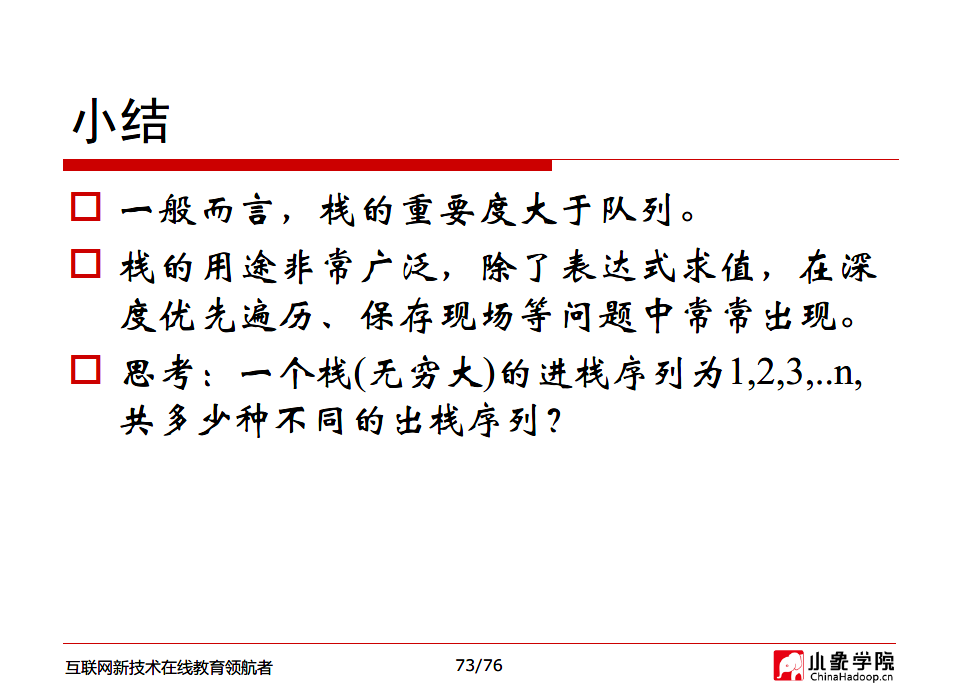 小结
一般而言，栈的重要度大于队列。
栈的用途非常广泛，除了表达式求值，在深
度优先遍历、保存现场等问题中常常出现。
思考：一个栈(无穷大)的进栈序列为1,2,3,..n,
共多少种不同的出栈序列？
互联网新技术在线教育领航者
73/76
小象学院
ChinaHadoop.cn